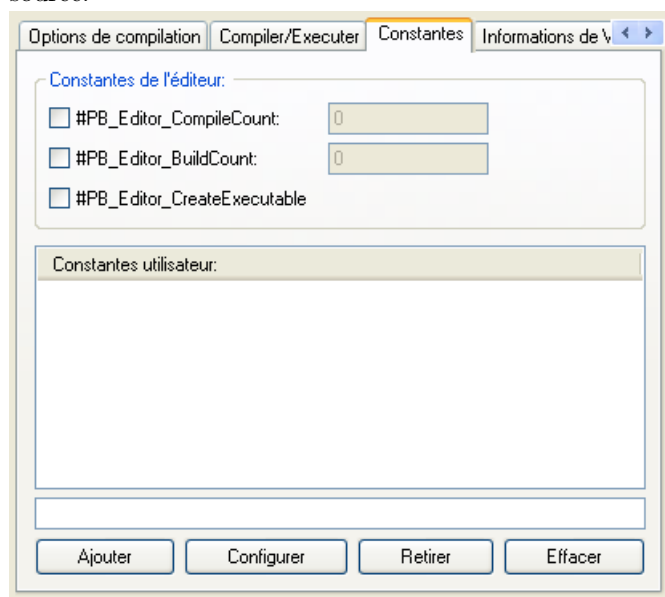 Options de compilation Compiler/Executer Constantes Informations de V
Constantes de l'éditeur:
#PB_Editor_CompileCount: 0
#PB_Editor_BuildCount: 0
#PB_Editor_CreateExecutable
Constantes utilisateur:
Ajouter Configurer Retirer Effacer